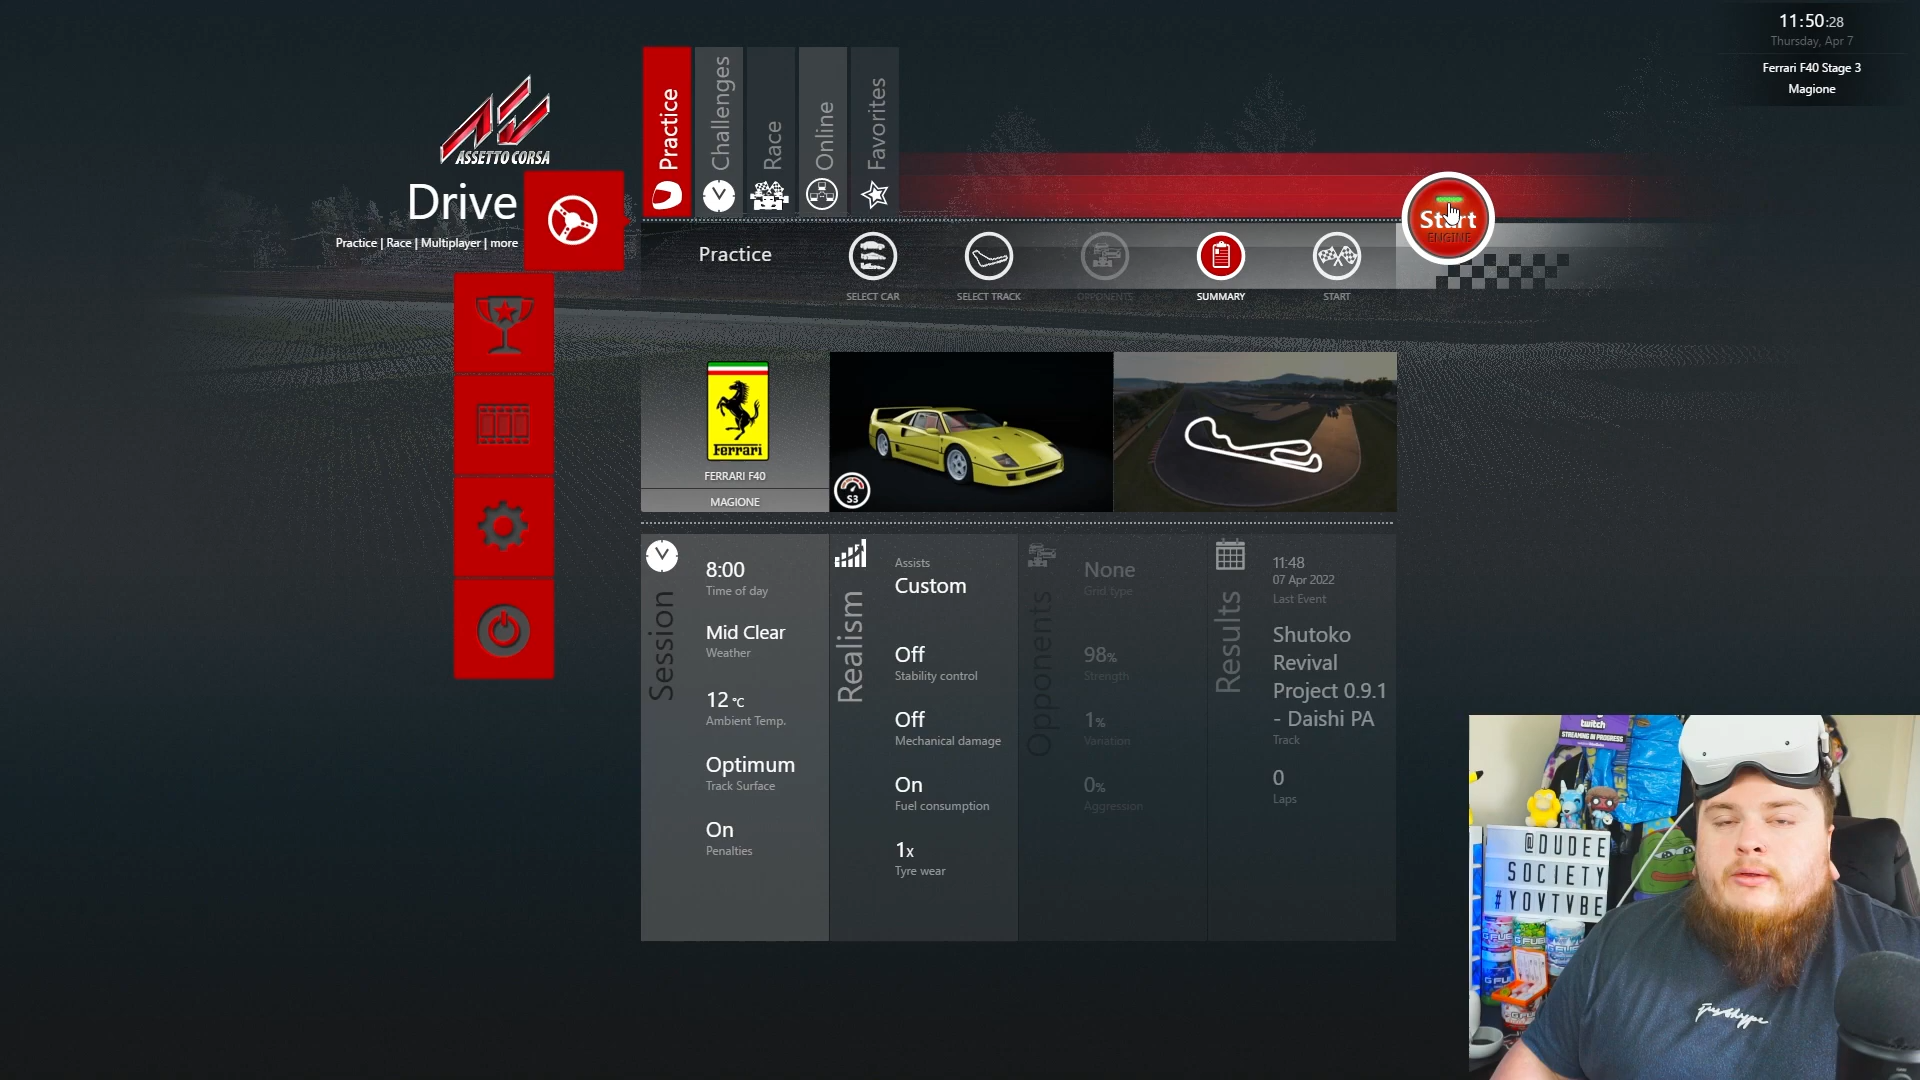 11:50:28
Thursday, Apr 7
Ferrari F40 Stage 3
Magione
ASSETTO CORSA
Drive
Practice | Race | Multiplayer | more
Practice
Challenges
Race
Online
Favorites
Start
ENGINE
Practice
SELECT CAR
SELECT TRACK
OPPONENTS
SUMMARY
START
Ferrari
FERRARI F40
MAGIONE
S3
Session
8:00
Time of day
Mid Clear
Weather
12 °C
Ambient Temp.
Optimum
Track Surface
On
Penalties
Realism
Assists
Custom
Off
Stability control
Off
Mechanical damage
On
Fuel consumption
1x
Tyre wear
Opponents
None
Grid type
98%
Strength
1%
Variation
0%
Aggression
Results
11:48
07 Apr 2022
Last Event
Shutoko
Revival
Project 0.9.1
- Daishi PA
Track
0
Laps
twitch
STREAMING IN PROGRESS
@DUDEE
SOCIETY
#YOVTVBE
G FUEL